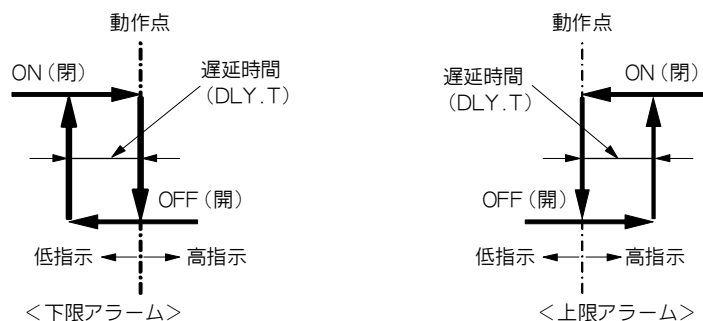 動作点
ON(閉)
遅延時間
(DLY.T)
OFF(開)
低指示
高指示
<下限アラーム>
動作点
ON(閉)
遅延時間
(DLY.T)
OFF(開)
低指示
高指示
<上限アラーム>